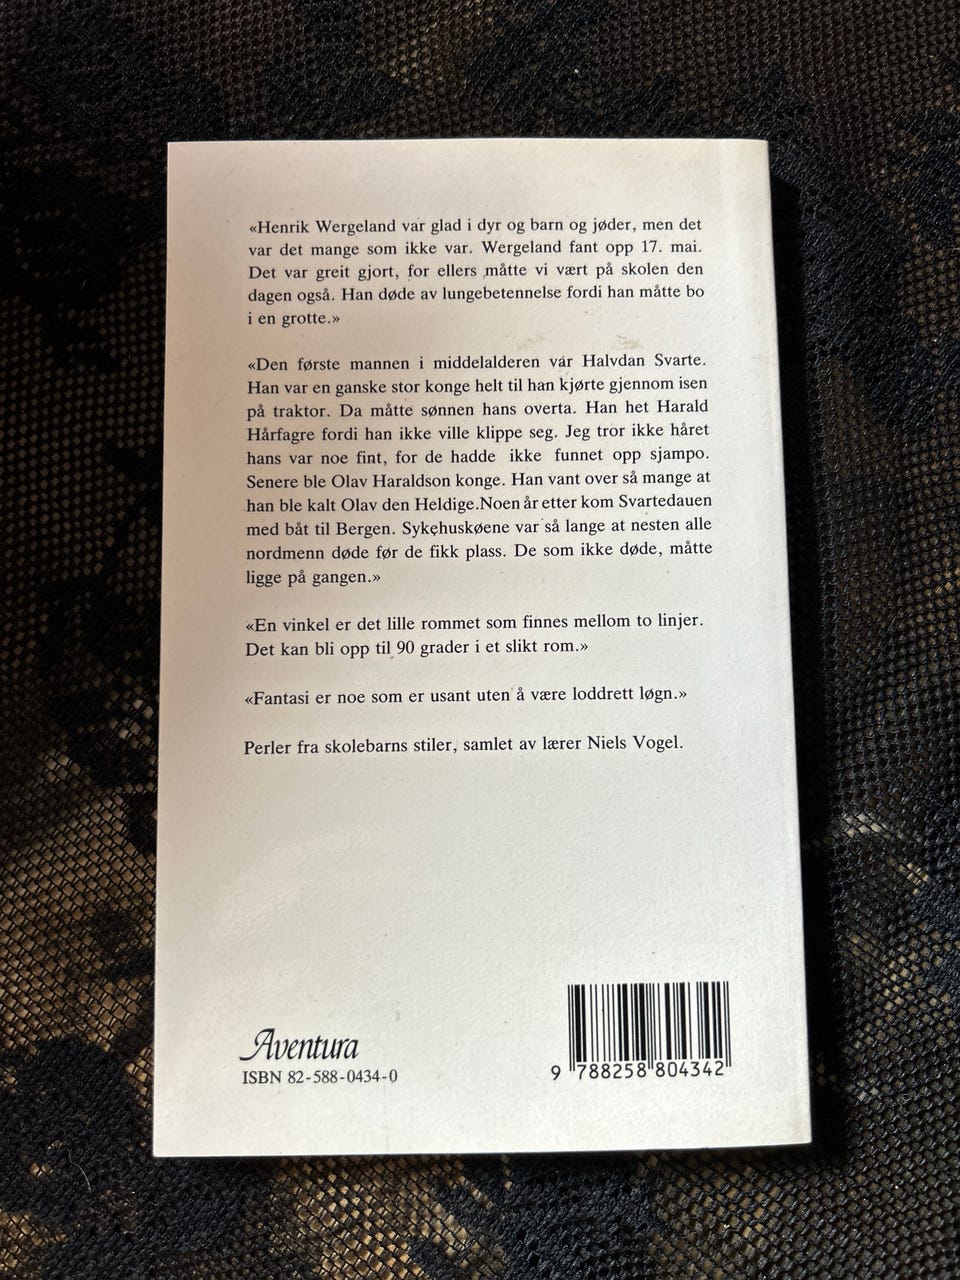 «Henrik Wergeland var glad i dyr og barn og jøder, men det
var det mange som ikke var. Wergeland fant opp 17. mai.
Det var greit gjort, for ellers måtte vi vært på skolen den
dagen også. Han døde av lungebetennelse fordi han måtte bo
i en grotte.»
«Den første mannen i middelalderen var Halvdan Svarte.
Han var en ganske stor konge helt til han kjørte gjennom isen
på traktor. Da måtte sønnen hans overta. Han het Harald
Hårfagre fordi han ikke ville klippe seg. Jeg tror ikke håret
hans var noe fint, for de hadde ikke funnet opp sjampo.
Senere ble Olav Haraldson konge. Han vant over så mange at
han ble kalt Olav den Heldige.Noen år etter kom Svartedauen
med båt til Bergen. Sykehuskøene var så lange at nesten alle
nordmenn døde før de fikk plass. De som ikke døde, måtte
ligge på gangen.»
«En vinkel er det lille rommet som finnes mellom to linjer.
Det kan bli opp til 90 grader i et slikt rom.»
«Fantasi er noe som er usant uten å være loddrett løgn.»
Perler fra skolebarns stiler, samlet av lærer Niels Vogel.
Aventura
ISBN 82-588-0434-0
9 788258 804342